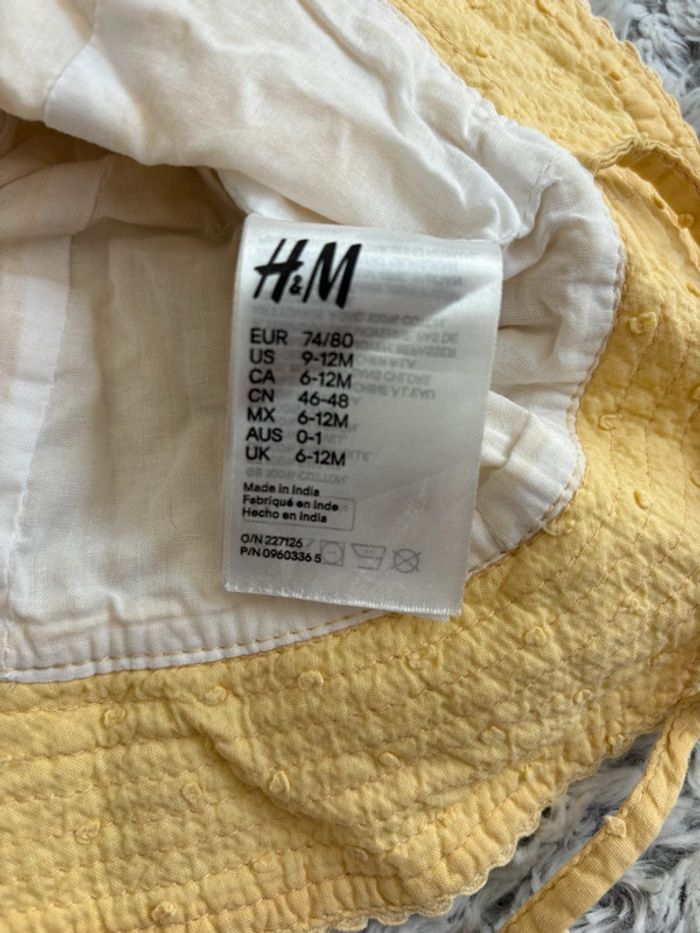 H&M
EUR 74/80
US 9-12M
CA 6-12M
CN 46-48
MX 6-12M
AUS 0-1
UK 6-12M
Made in India
Fabriqué en Inde
Hecho en India
O/N 227126
P/N 0960336 5